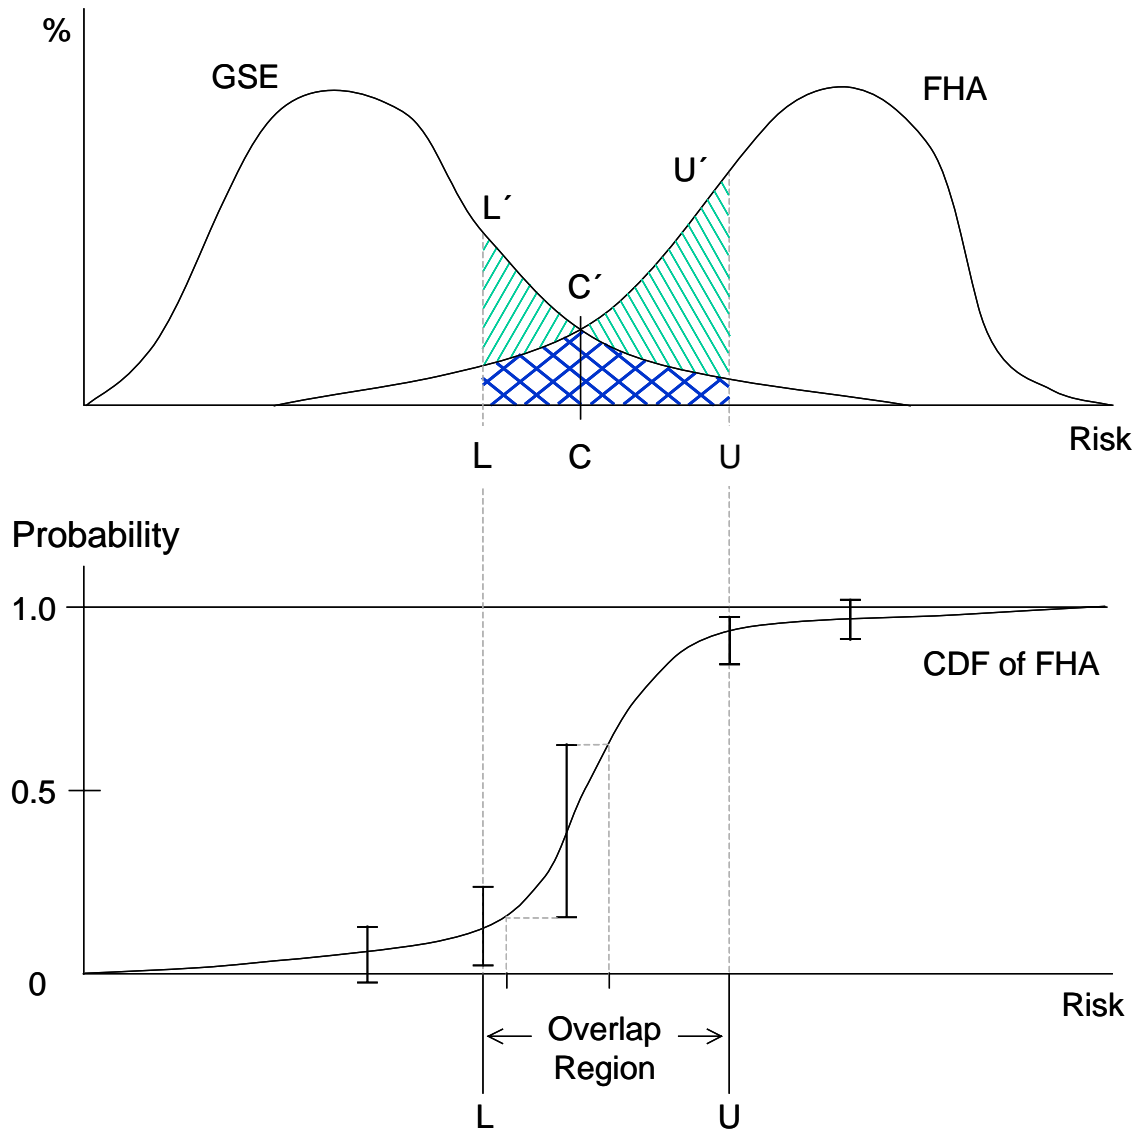 %
GSE
FHA
U´
L´
C´
Risk
L
C
U
Probability
1.0
CDF of FHA
0.5
0
Risk
Overlap
Region
L
U